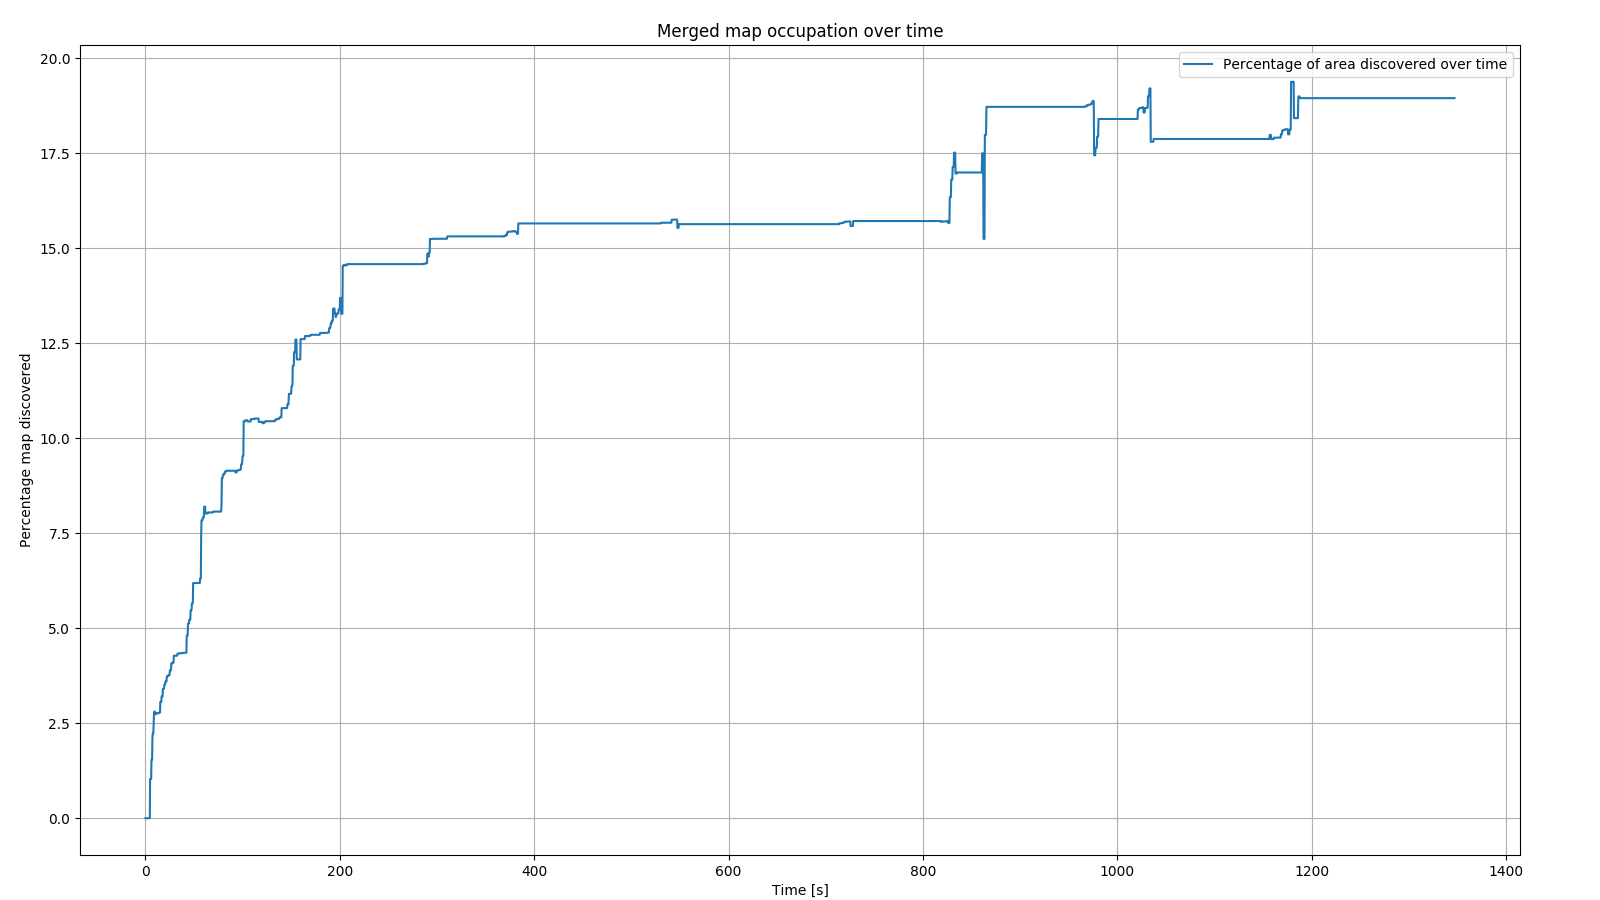 Merged map occupation over time
Percentage of area discovered over time
20.0
17.5
15.0
12.5
10.0
7.5
5.0
2.5
0.0
Percentage map discovered
0 200 400 600 800 1000 1200 1400
Time [s]